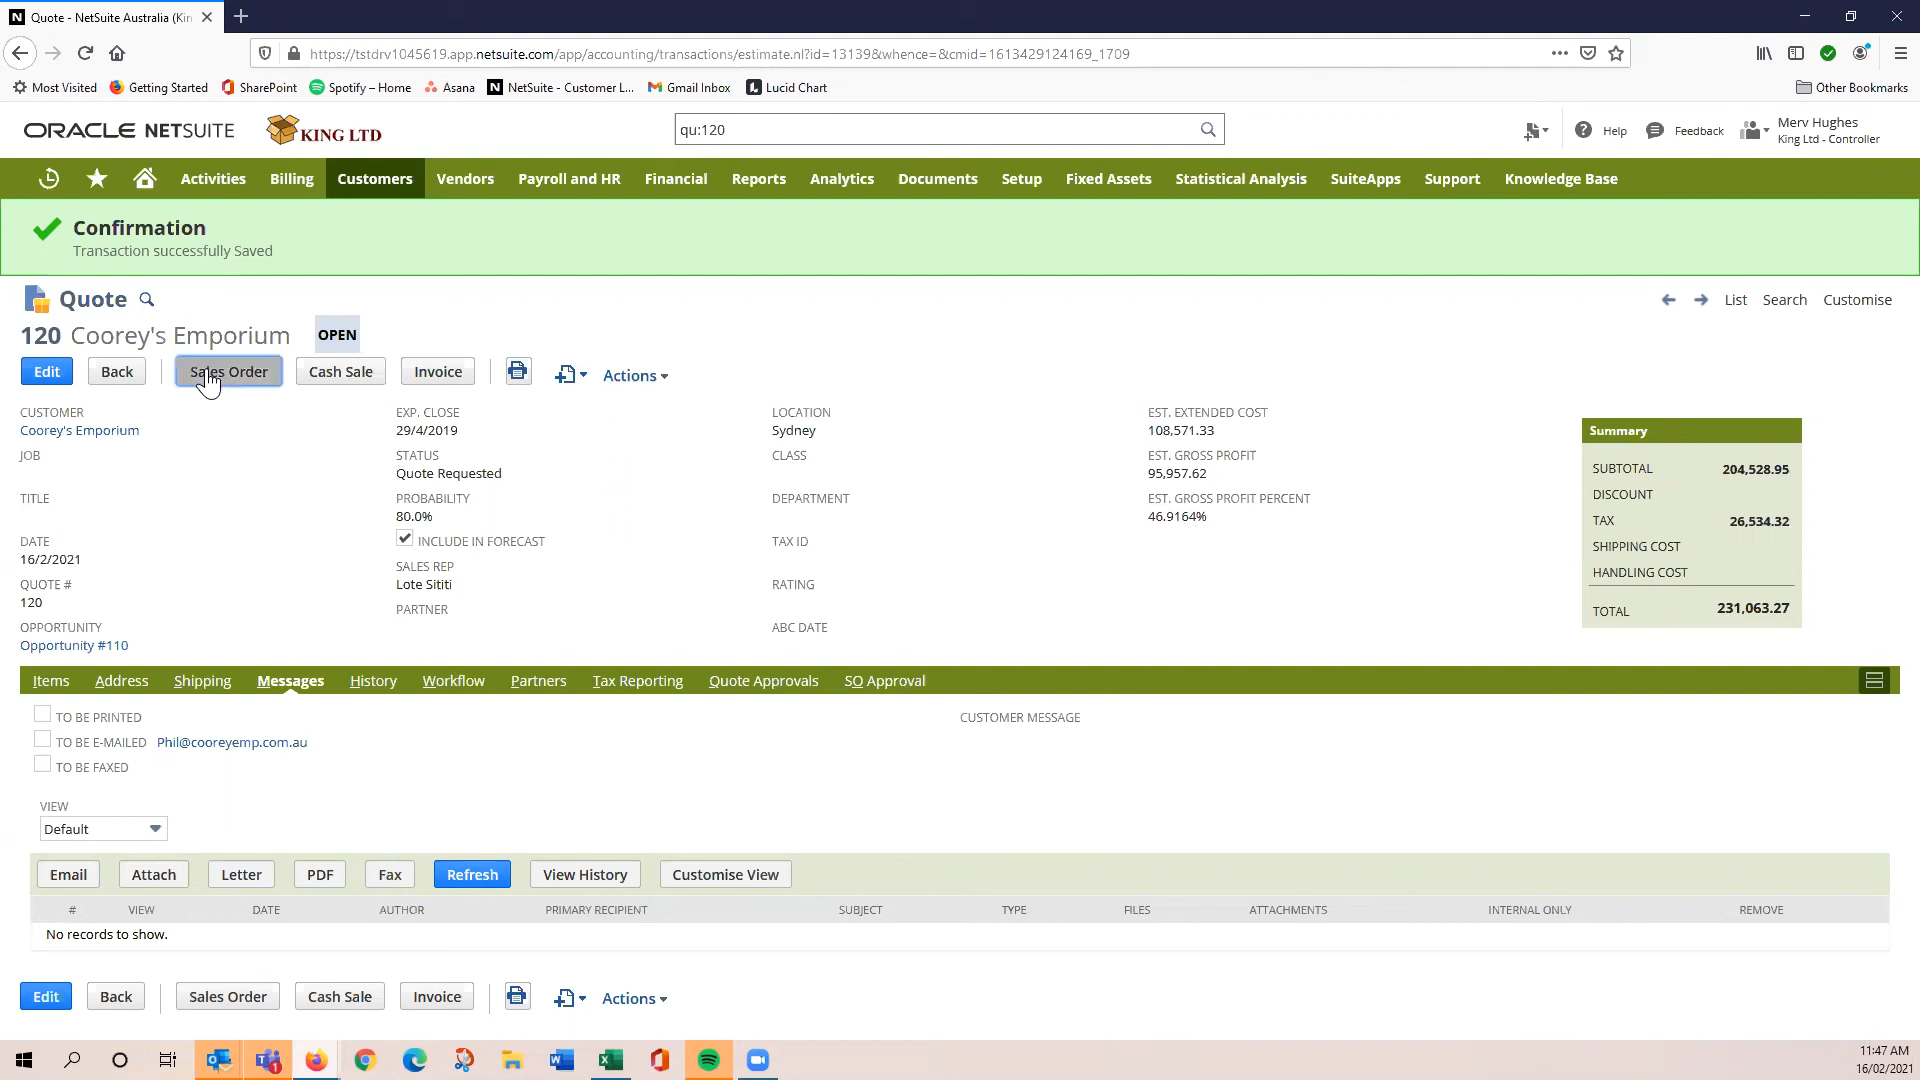 Quote - NetSuite Australia (Kin
https://tstdrv1045619.app.netsuite.com/app/accounting/transactions/estimate.nl?id=13139&whence=&cmid=1613429124169_1709
Most Visited Getting Started SharePoint Spotify – Home Asana NetSuite - Customer L... Gmail Inbox Lucid Chart Other Bookmarks
ORACLE NETSUITE KING LTD qu:120 Help Feedback Merv Hughes
King Ltd - Controller
Activities Billing Customers Vendors Payroll and HR Financial Reports Analytics Documents Setup Fixed Assets Statistical Analysis SuiteApps Support Knowledge Base
Confirmation
Transaction successfully Saved
Quote List Search Customise
120 Coorey's Emporium OPEN
Edit Back Sales Order Cash Sale Invoice Actions
CUSTOMER EXP. CLOSE LOCATION EST. EXTENDED COST
Coorey's Emporium 29/4/2019 Sydney 108,571.33
Summary
JOB STATUS CLASS EST. GROSS PROFIT
Quote Requested 95,957.62
SUBTOTAL 204,528.95
TITLE PROBABILITY DEPARTMENT EST. GROSS PROFIT PERCENT
DISCOUNT
80.0% 46.9164%
TAX 26,534.32
DATE INCLUDE IN FORECAST TAX ID
SHIPPING COST
16/2/2021
SALES REP
HANDLING COST
QUOTE # Lote Sititi RATING
120
PARTNER
TOTAL 231,063.27
OPPORTUNITY ABC DATE
Opportunity #110
Items Address Shipping Messages History Workflow Partners Tax Reporting Quote Approvals SO Approval
TO BE PRINTED CUSTOMER MESSAGE
TO BE E-MAILED Phil@cooreyemp.com.au
TO BE FAXED
VIEW
Default
Email Attach Letter PDF Fax Refresh View History Customise View
# VIEW DATE AUTHOR PRIMARY RECIPIENT SUBJECT TYPE FILES ATTACHMENTS INTERNAL ONLY REMOVE
No records to show.
Edit Back Sales Order Cash Sale Invoice Actions
11:47 AM
16/02/2021